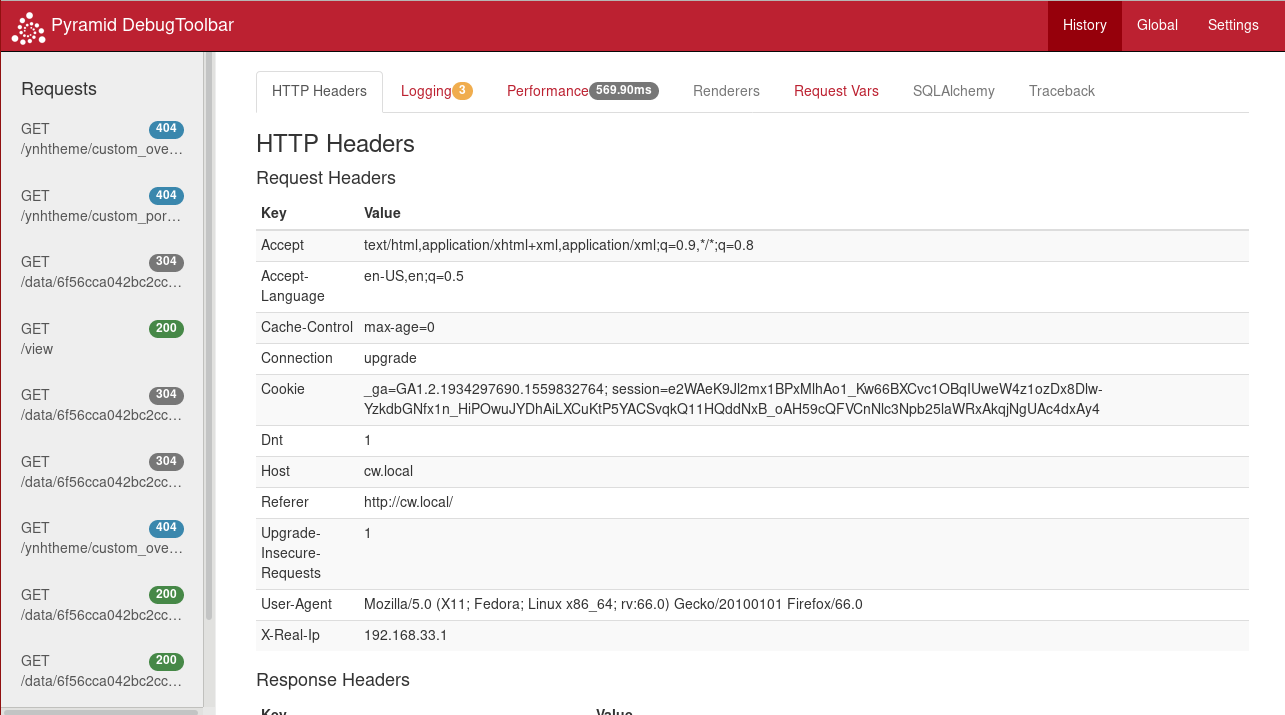 Pyramid DebugToolbar
History Global Settings
Requests
GET 404
/ynhtheme/custom_ove…
GET 404
/ynhtheme/custom_por…
GET 304
/data/6f56cca042bc2cc…
GET 200
/view
GET 304
/data/6f56cca042bc2cc…
GET 304
/data/6f56cca042bc2cc…
GET 404
/ynhtheme/custom_ove…
GET 200
/data/6f56cca042bc2cc…
GET 200
/data/6f56cca042bc2cc…
HTTP Headers Logging 3 Performance 569.90ms Renderers Request Vars SQLAlchemy Traceback
HTTP Headers
Request Headers
Key Value
Accept text/html,application/xhtml+xml,application/xml;q=0.9,*/*;q=0.8
Accept- en-US,en;q=0.5
Language
Cache-Control max-age=0
Connection upgrade
Cookie _ga=GA1.2.1934297690.1559832764; session=e2WAeK9Jl2mx1BPxMlhAo1_Kw66BXCvc1OBqIUweW4z1ozDx8Dlw-
YzkdbGNfx1n_HiPOwuJYDhAiLXCuKtP5YACSvqkQ11HQddNxB_oAH59cQFVCnNlc3Npb25laWRxAkqjNgUAc4dxAy4
Dnt 1
Host cw.local
Referer http://cw.local/
Upgrade- 1
Insecure-
Requests
User-Agent Mozilla/5.0 (X11; Fedora; Linux x86_64; rv:66.0) Gecko/20100101 Firefox/66.0
X-Real-Ip 192.168.33.1
Response Headers
Key Value